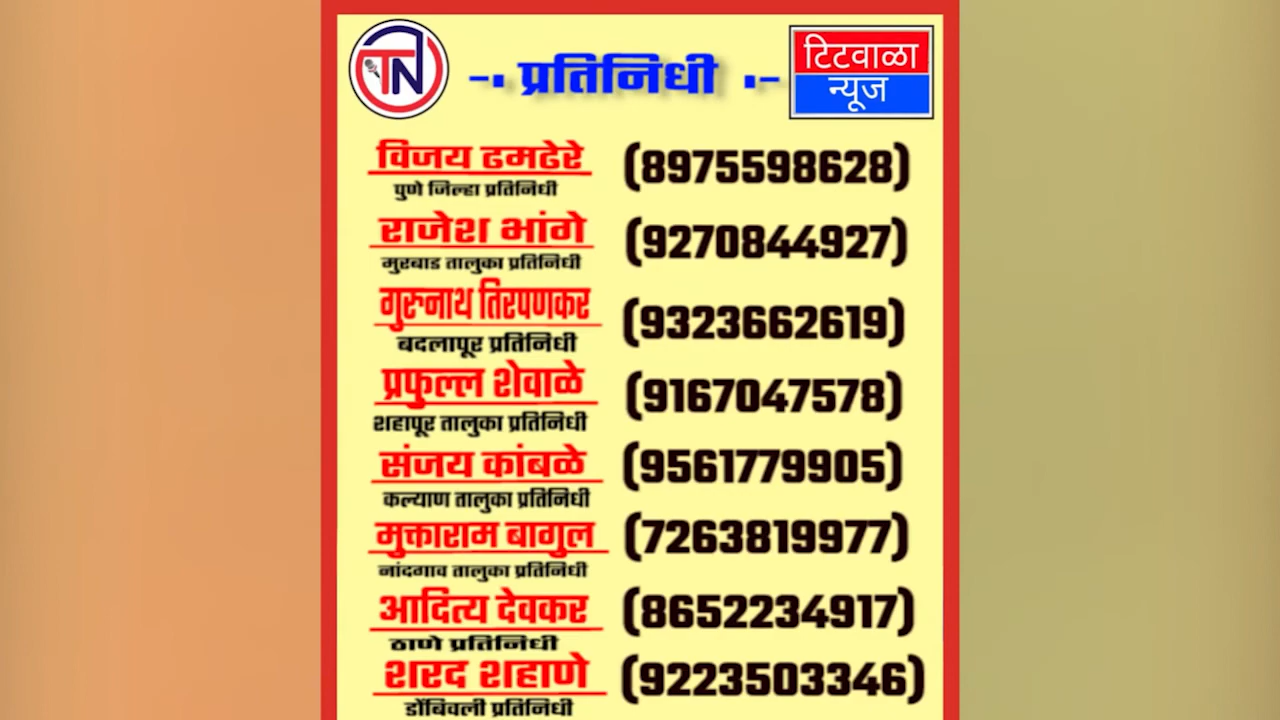 TN
-: प्रतिनिधी :-
टिटवाळा
न्यूज
विजय ढमढेरे (8975598628)
पुणे जिल्हा प्रतिनिधी
राजेश भांगे (9270844927)
मुरबाड तालुका प्रतिनिधी
गुरुनाथ तिरपणकर (9323662619)
बदलापूर प्रतिनिधी
प्रफुल्ल शेवाळे (9167047578)
शहापूर तालुका प्रतिनिधी
संजय कांबळे (9561779905)
कल्याण तालुका प्रतिनिधी
मुक्ताराम बागुल (7263819977)
नांदगाव तालुका प्रतिनिधी
आदित्य देवकर (8652234917)
ठाणे प्रतिनिधी
शरद शहाणे (9223503346)
डोंबिवली प्रतिनिधी